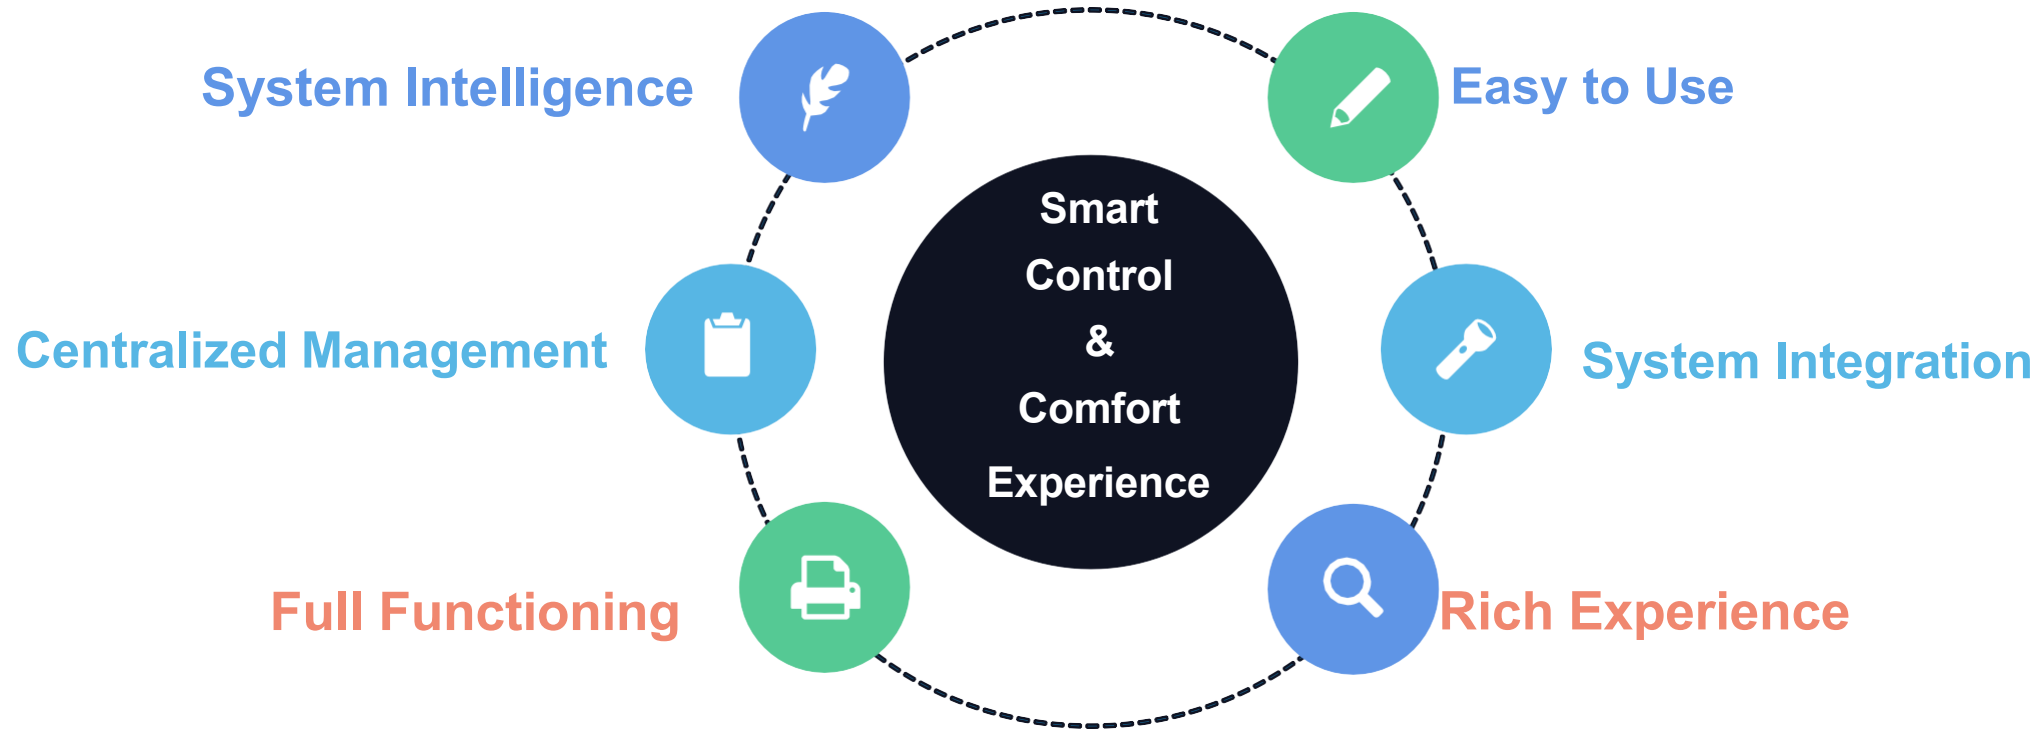 System Intelligence
Easy to Use
Smart
Control
&
Comfort
Experience
Centralized Management
System Integration
Full Functioning
Rich Experience